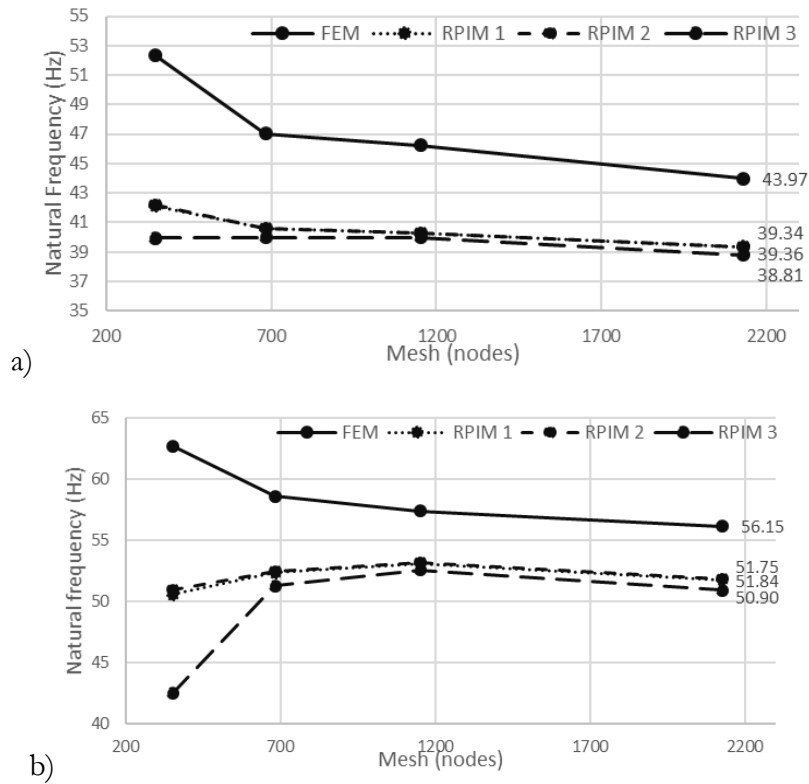 55
FEM RPIM 1 RPIM 2 RPIM 3
53
51
49
47
45
43
41
39
37
35
Natural Frequency (Hz)
43.97
39.34
39.36
38.81
200 700 1200 1700 2200
Mesh (nodes)
a)
65
FEM RPIM 1 RPIM 2 RPIM 3
60
55
50
45
40
Natural frequency (Hz)
56.15
51.75
51.84
50.90
200 700 1200 1700 2200
Mesh (nodes)
b)